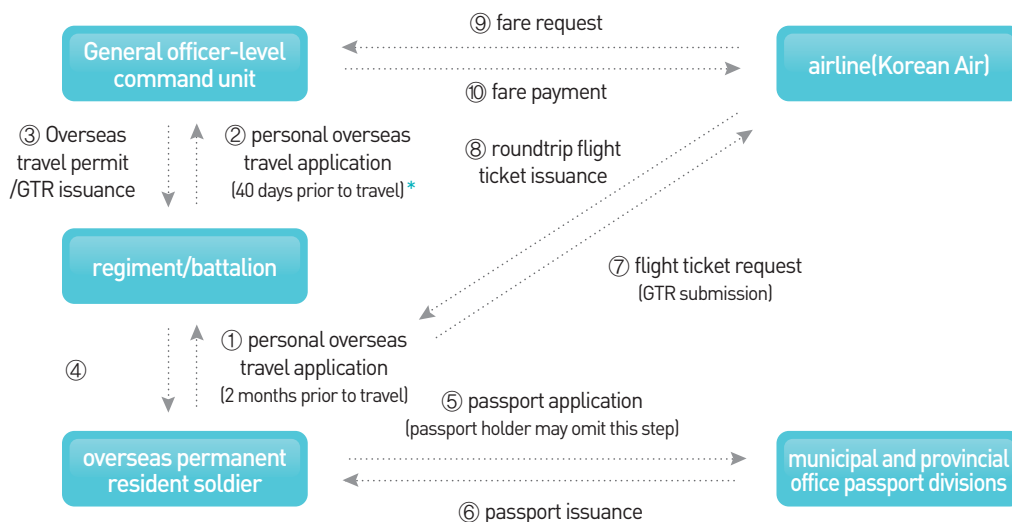 General officer-level
command unit
⑨ fare request
airline(Korean Air)
⑩ fare payment
③ Overseas
travel permit
/GTR issuance
② personal overseas
travel application
(40 days prior to travel)*
⑧ roundtrip flight
ticket issuance
regiment/battalion
⑦ flight ticket request
(GTR submission)
④
① personal overseas
travel application
(2 months prior to travel)
⑤ passport application
(passport holder may omit this step)
overseas permanent
resident soldier
municipal and provincial
office passport divisions
⑥ passport issuance